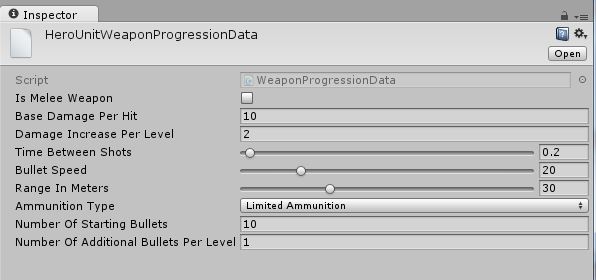 Inspector
HeroUnitWeaponProgressionData
Open
Script WeaponProgressionData
Is Melee Weapon
Base Damage Per Hit 10
Damage Increase Per Level 2
Time Between Shots 0.2
Bullet Speed 20
Range In Meters 30
Ammunition Type Limited Ammunition
Number Of Starting Bullets 10
Number Of Additional Bullets Per Level 1